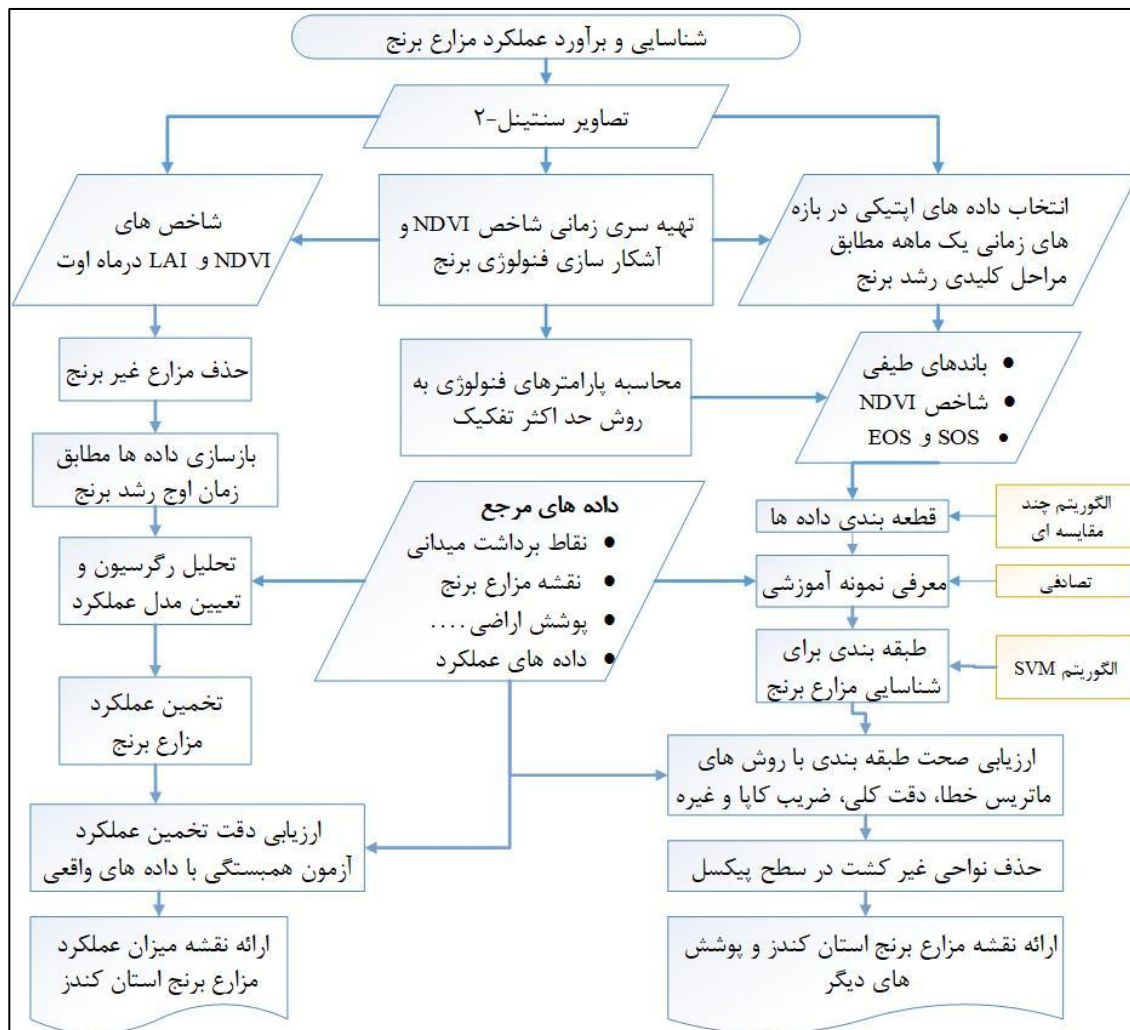 شناسایی و برآورد عملکرد مزارع برنج
تصاویر سنتینل-۲
انتخاب داده های اپتیکی در بازه
های زمانی یک ماهه مطابق
مراحل کلیدی رشد برنج
تهیه سری زمانی شاخص NDVI و
آشکار سازی فنولوژی برنج
شاخص های
NDVI و LAI درماه اوت
محاسبه پارامترهای فنولوژی به
روش حد اکثر تفکیک
● باندهای طیفی
● شاخص NDVI
● SOS و EOS
حذف مزارع غیر برنج
بازسازی داده ها مطابق
زمان اوج رشد برنج
الگوریتم چند
مقایسه ای
قطعه بندی داده ها
داده های مرجع
● نقاط برداشت میدانی
● نقشه مزارع برنج
● پوشش اراضی ....
● داده های عملکرد
تصادفی
معرفی نمونه آموزشی
تحلیل رگرسیون و
تعیین مدل عملکرد
الگوریتم SVM
طبقه بندی برای
شناسایی مزارع برنج
تخمین عملکرد
مزارع برنج
ارزیابی صحت طبقه بندی با روش های
ماتریس خطا، دقت کلی، ضریب کاپا و غیره
ارزیابی دقت تخمین عملکرد
آزمون همبستگی با داده های واقعی
حذف نواحی غیر کشت در سطح پیکسل
ارائه نقشه مزارع برنج استان کندز و پوشش
های دیگر
ارائه نقشه میزان عملکرد
مزارع برنج استان کندز